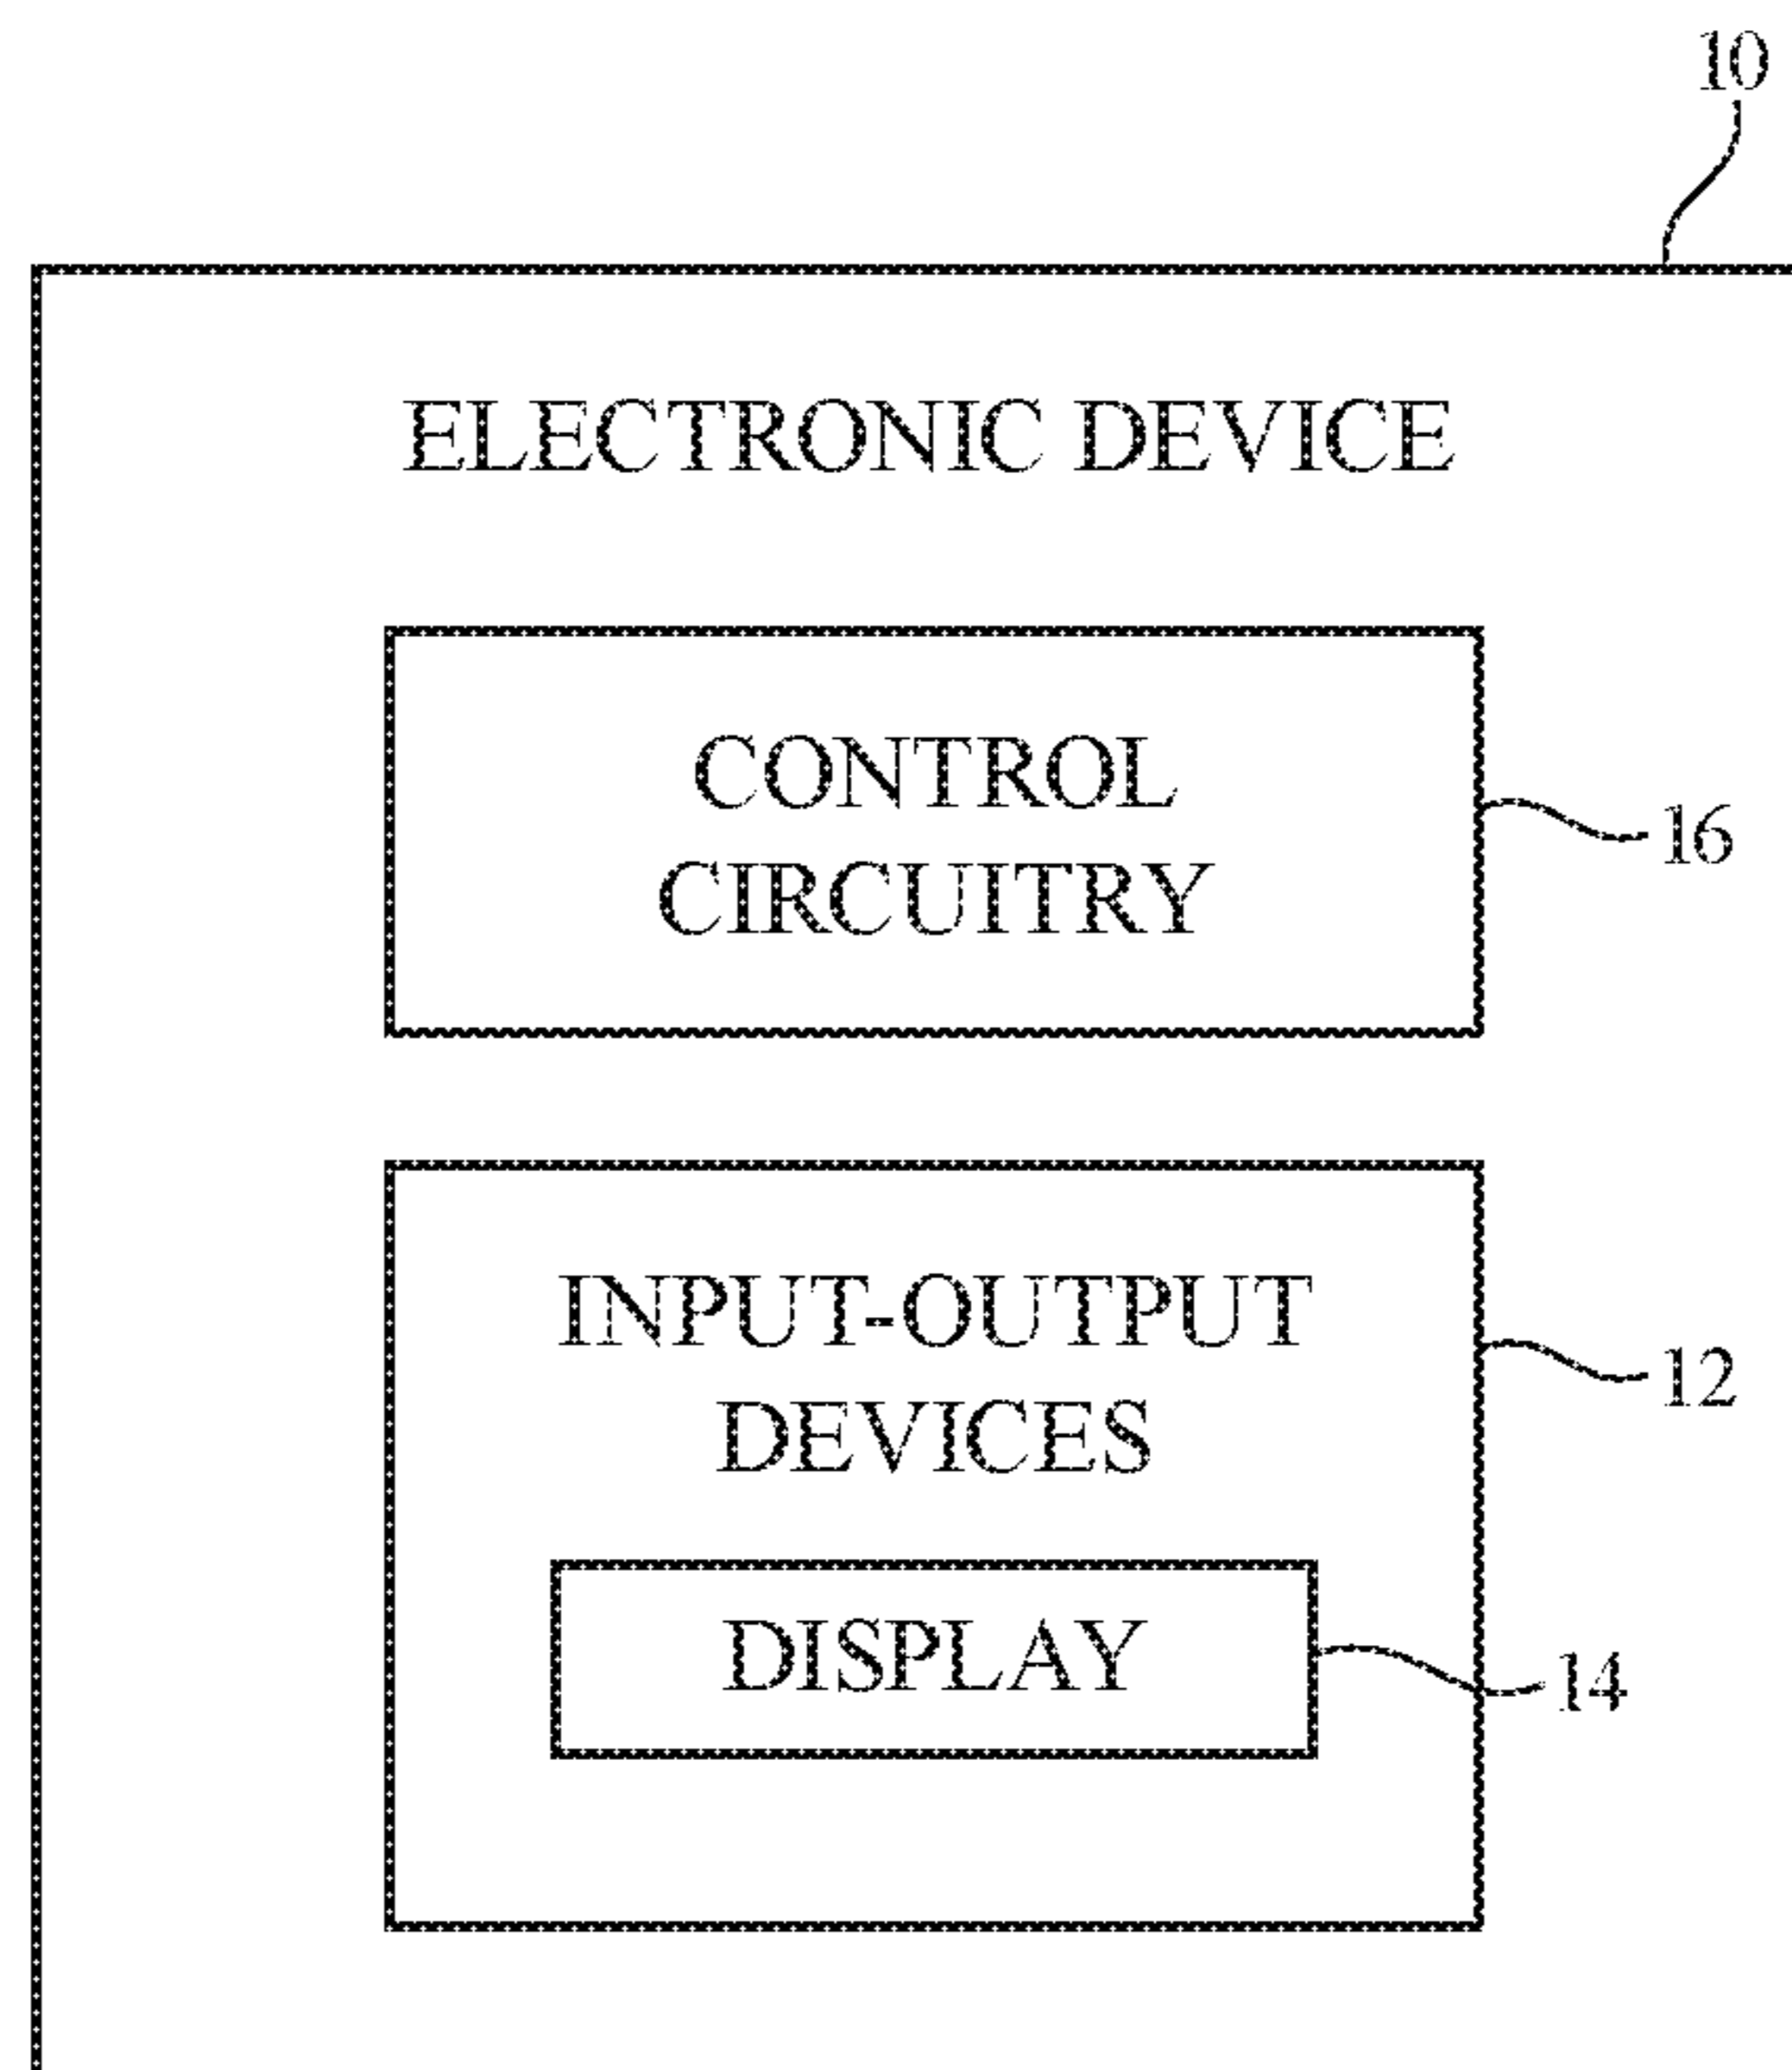 10
ELECTRONIC DEVICE
CONTROL
CIRCUITRY
16
INPUT-OUTPUT
DEVICES
12
DISPLAY
14